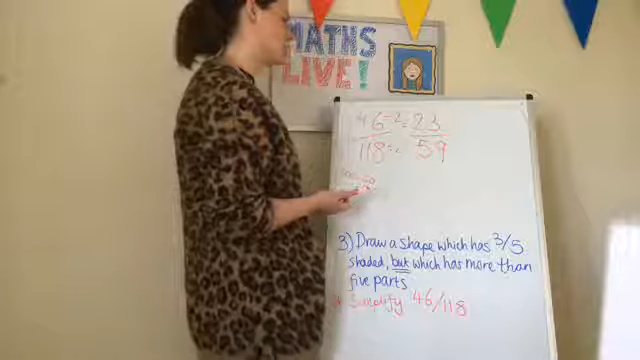 MATHS
LIVE!
46 ÷2 = 23
118 ÷2 59
3) Draw a shape which has 3/5
shaded, but which has more than
five parts
Simplify 46/118